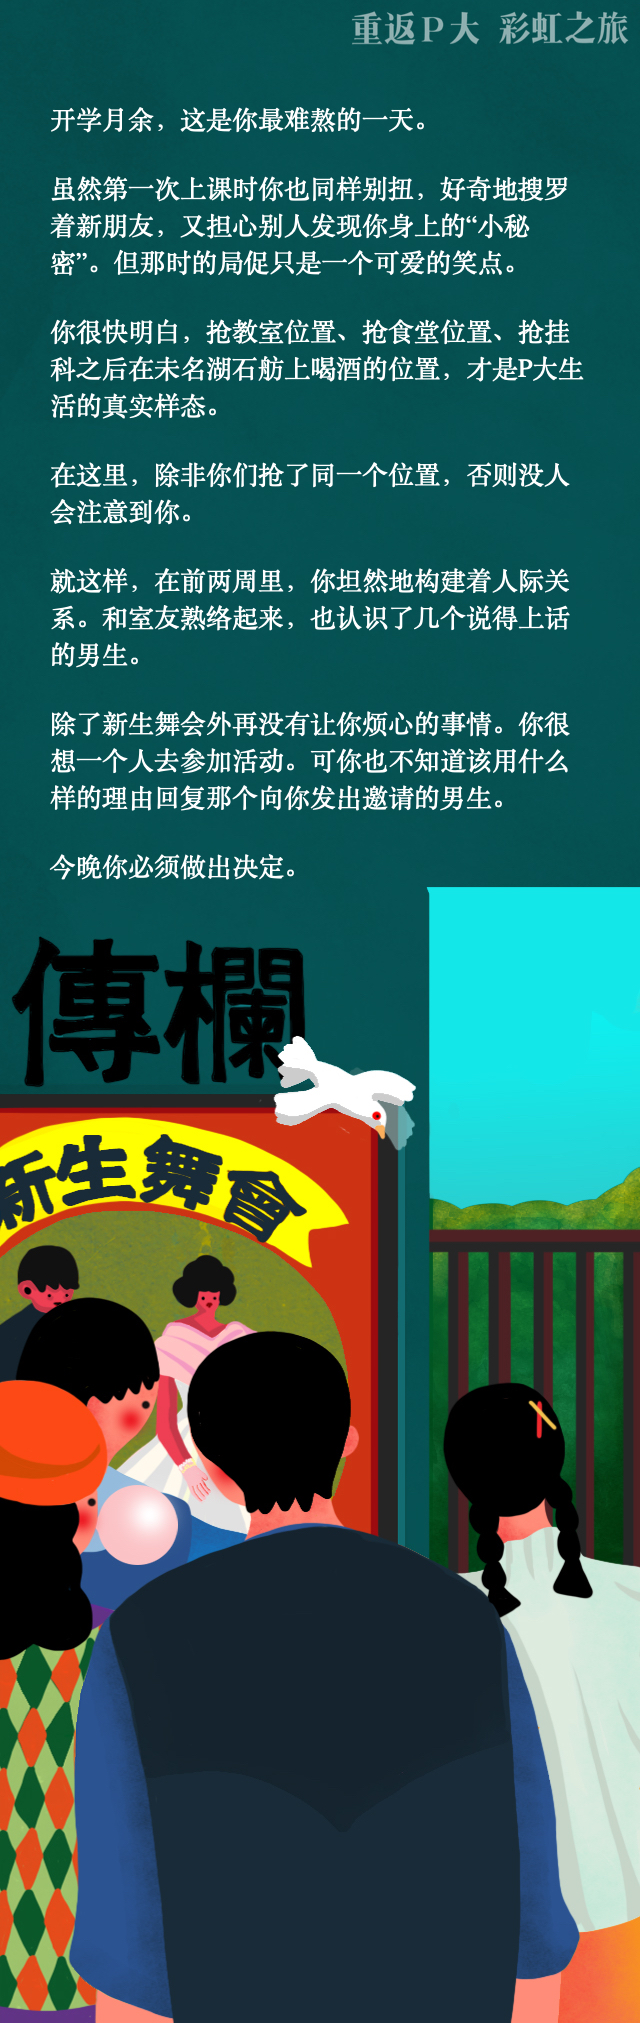 重返P大 彩虹之旅
开学月余，这是你最难熬的一天。
虽然第一次上课时你也同样别扭，好奇地搜罗
着新朋友，又担心别人发现你身上的“小秘
密”。但那时的局促只是一个可爱的笑点。
你很快明白，抢教室位置、抢食堂位置、抢挂
科之后在未名湖石舫上喝酒的位置，才是P大生
活的真实样态。
在这里，除非你们抢了同一个位置，否则没人
会注意到你。
就这样，在前两周里，你坦然地构建着人际关
系。和室友熟络起来，也认识了几个说得上话
的男生。
除了新生舞会外再没有让你烦心的事情。你很
想一个人去参加活动。可你也不知道该用什么
样的理由回复那个向你发出邀请的男生。
今晚你必须做出决定。
傳欄
新生舞會